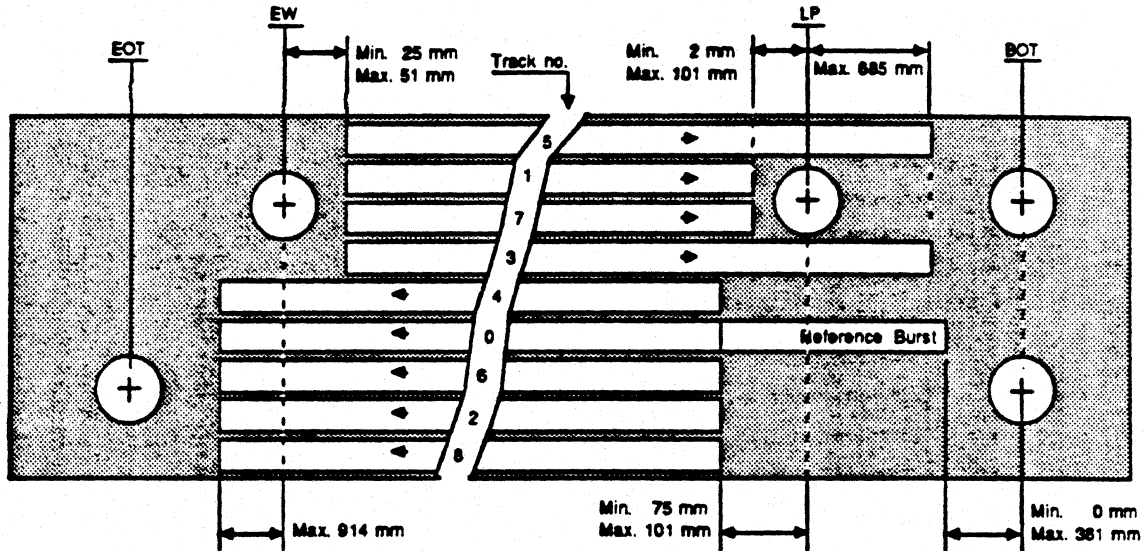 EW
LP
EOT
BOT
Min. 25 mm
Max. 51 mm
Track no.
Min. 2 mm
Max. 101 mm
Max. 685 mm
5
1
7
3
4
0
Reference Burst
6
2
8
Max. 914 mm
Min. 75 mm
Max. 101 mm
Min. 0 mm
Max. 381 mm